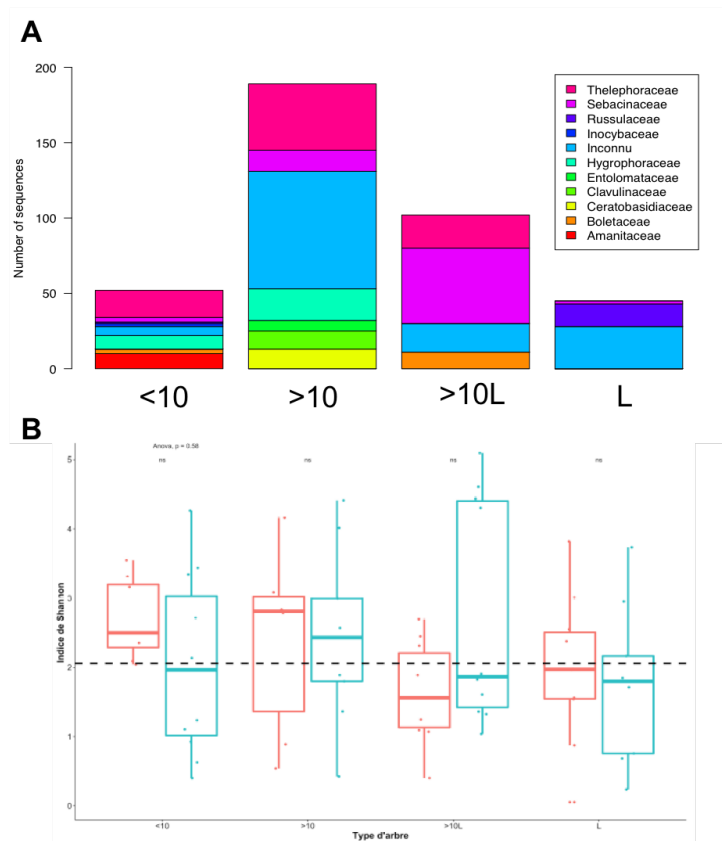 A
Number of sequences
200
150
100
50
0
Thelephoraceae
Sebacinaceae
Russulaceae
Inocybaceae
Inconnu
Hygrophoraceae
Entolomataceae
Clavulinaceae
Ceratobasidiaceae
Boletaceae
Amanitaceae
<10 >10 >10L L
B
Anova, p = 0.58
ns ns ns ns
Indice de Shannon
5
4
3
2
1
0
<10 >10 >10L L
Type d'arbre